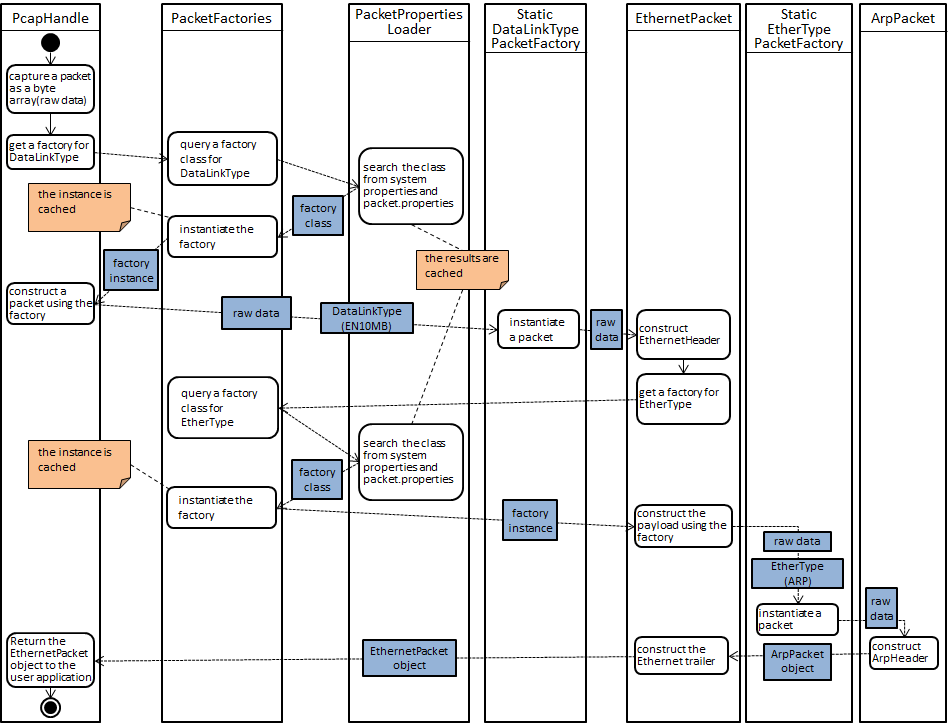 PcapHandle
PacketFactories
PacketProperties
Loader
Static
DataLinkType
PacketFactory
EthernetPacket
Static
EtherType
PacketFactory
ArpPacket
capture a packet
as a byte
array(raw data)
get a factory for
DataLinkType
query a factory
class for
DataLinkType
search the class
from system
properties and
packet.properties
the instance is
cached
factory
class
instantiate the
factory
the results are
cached
factory
instance
construct a
packet using the
factory
raw data
DataLinkType
(EN10MB)
instantiate
a packet
raw
data
construct
EthernetHeader
query a factory
class for
EtherType
get a factory for
EtherType
search the class
from system
properties and
packet.properties
the instance is
cached
factory
class
instantiate the
factory
factory
instance
construct the
payload using the
factory
raw data
EtherType
(ARP)
instantiate a
packet
raw
data
construct
ArpHeader
ArpPacket
object
construct the
Ethernet trailer
EthernetPacket
object
Return the
EthernetPacket
object to the
user application